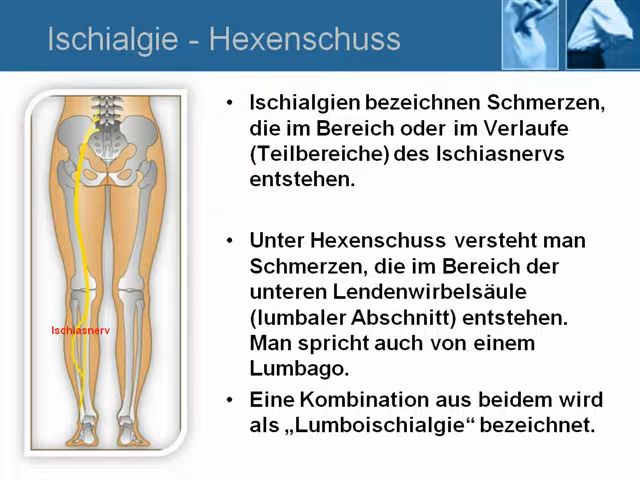 Ischialgie - Hexenschuss
• Ischialgien bezeichnen Schmerzen,
die im Bereich oder im Verlaufe
(Teilbereiche) des Ischiasnervs
entstehen.
• Unter Hexenschuss versteht man
Schmerzen, die im Bereich der
unteren Lendenwirbelsäule
(lumbaler Abschnitt) entstehen.
Man spricht auch von einem
Lumbago.
• Eine Kombination aus beidem wird
als „Lumboischialgie“ bezeichnet.
Ischiasnerv